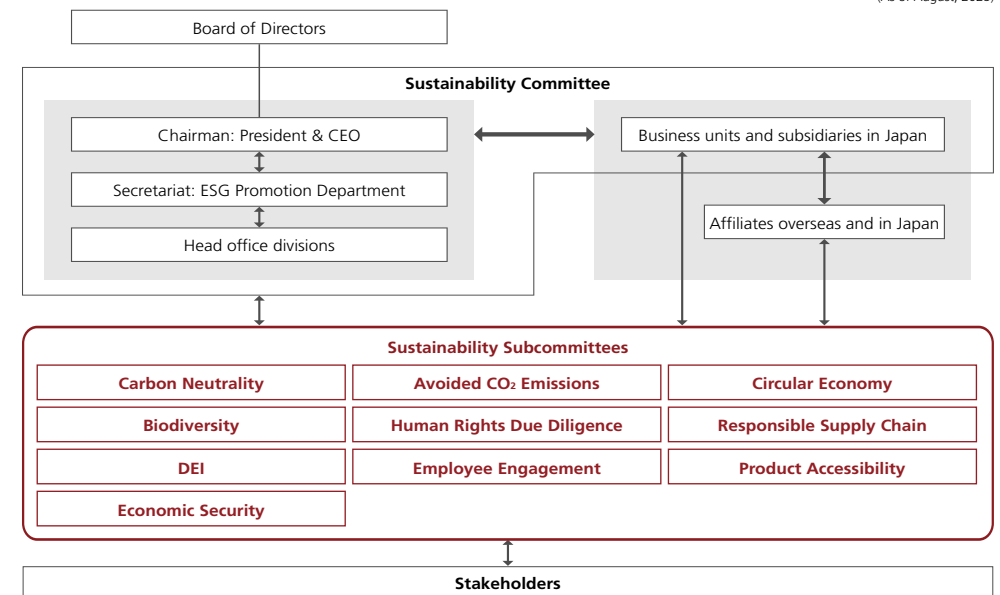 Board of Directors
Sustainability Committee
Chairman: President & CEO
Business units and subsidiaries in Japan
Secretariat: ESG Promotion Department
Affiliates overseas and in Japan
Head office divisions
Sustainability Subcommittees
Carbon Neutrality
Avoided CO₂ Emissions
Circular Economy
Biodiversity
Human Rights Due Diligence
Responsible Supply Chain
DEI
Employee Engagement
Product Accessibility
Economic Security
Stakeholders